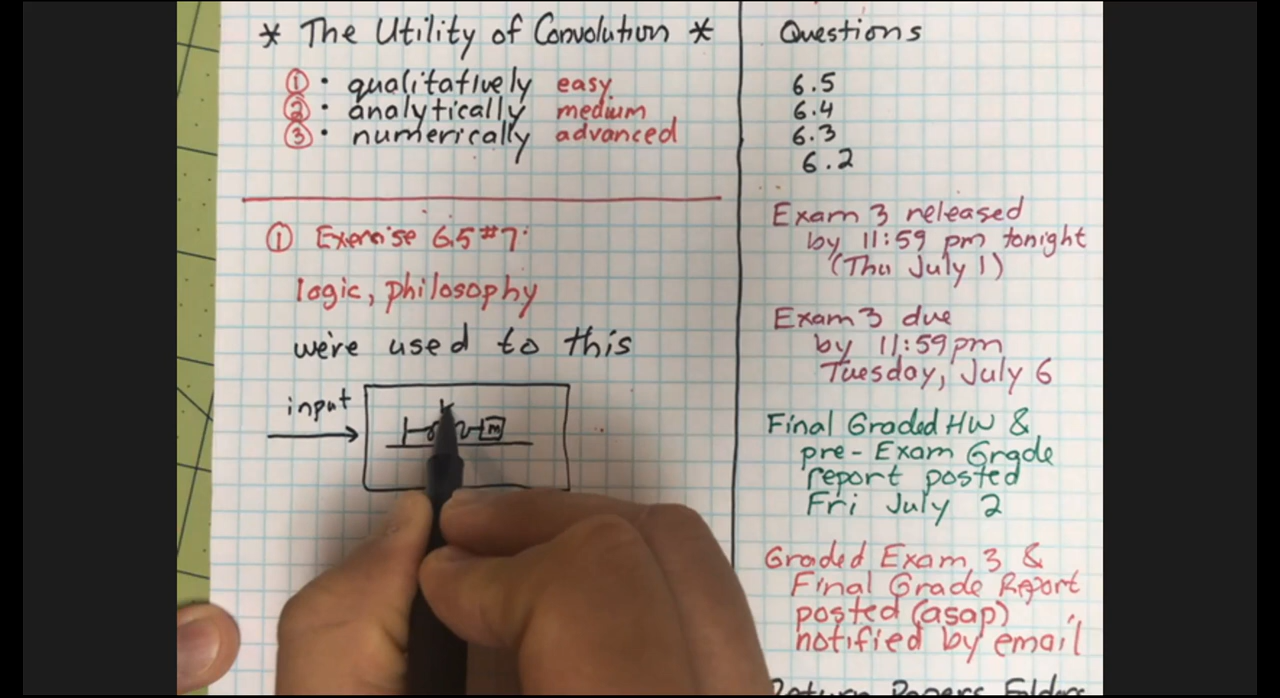 * The Utility of Convolution *
① · qualitatively easy
② · analytically medium
③ · numerically advanced
① Exercise 6.5 #7:
logic, philosophy
we're used to this
input
k
m
Questions
6.5
6.4
6.3
6.2
Exam 3 released
by 11:59 pm tonight
(Thu July 1)
Exam 3 due
by 11:59pm
Tuesday, July 6
Final Graded HW &
pre-Exam Grade
report posted
Fri July 2
Graded Exam 3 &
Final Grade Report
posted (asap)
notified by email